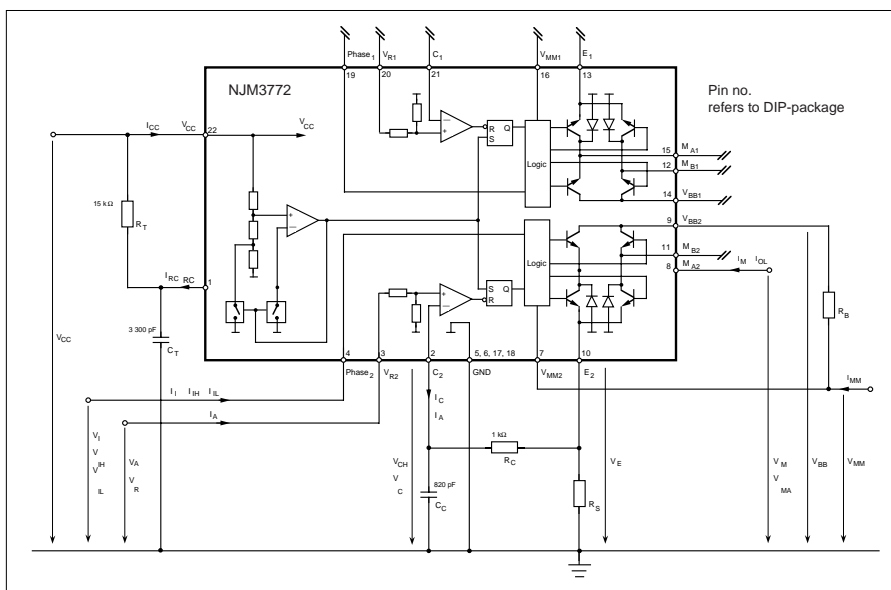 Phase1 VR1 C1 VMM1 E1
19 20 21 16 13
NJM3772
Pin no.
refers to DIP-package
ICC VCC 22 VCC
+ − R Q S
Logic
15 MA1
12 MB1
14 VBB1
9 VBB2
11 MB2
8 MA2 IM IOL
15 kΩ
RT
+ −
Logic
S Q R
+ −
RB
IRC RC 1
3 300 pF
CT
VCC
4 3 2 5, 6, 17, 18 7 10
Phase2 VR2 C2 GND VMM2 E2
IMM
II IIH IIL
IA
IC
IA
1 kΩ
RC
VI
V
VIH
IL
VA
V
R
VCH
V
C
820 pF
CC
RS
VE
VM
V
MA
VBB
VMM